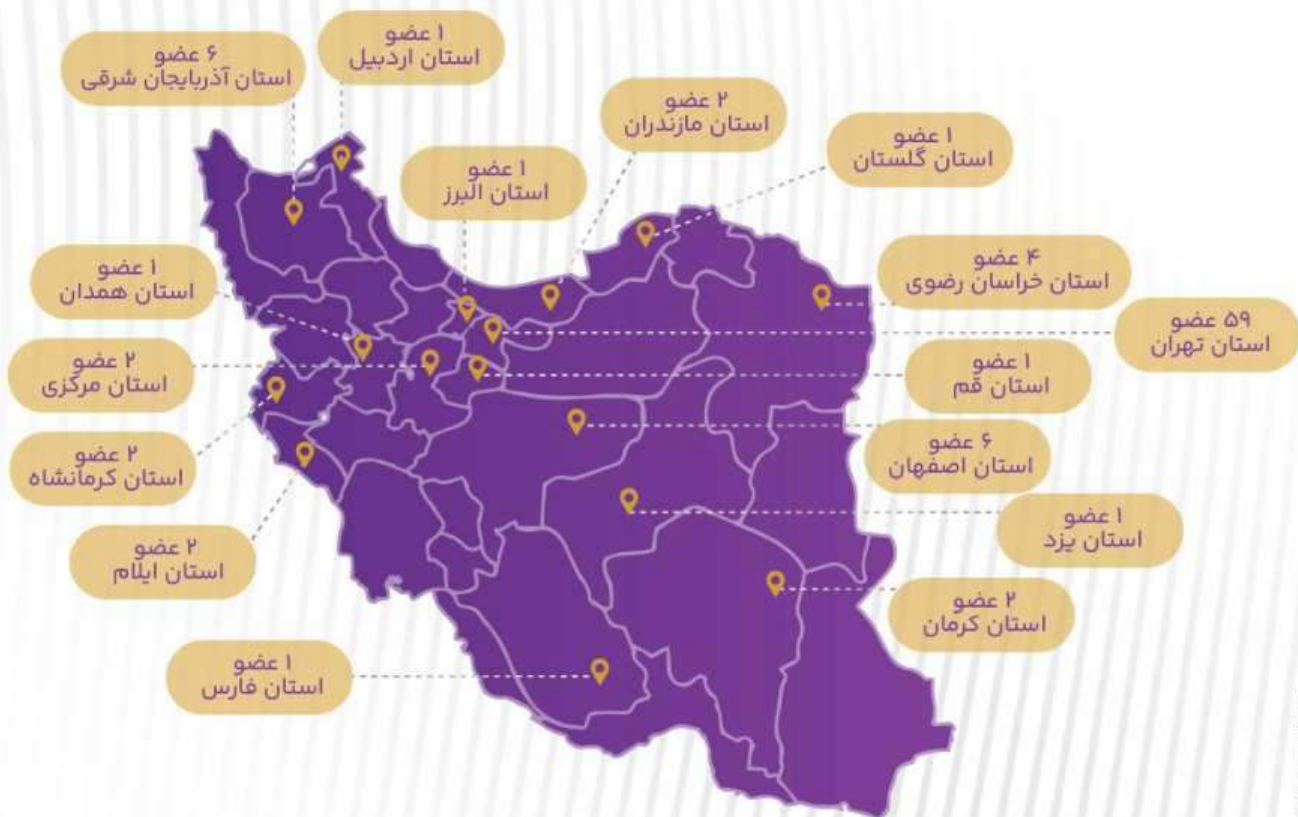 ۱ عضو
استان اردبیل
۶ عضو
استان آذربایجان شرقی
۲ عضو
استان مازندران
۱ عضو
استان گلستان
۱ عضو
استان البرز
۴ عضو
استان خراسان رضوی
۱ عضو
استان همدان
۵۹ عضو
استان تهران
۲ عضو
استان مرکزی
۱ عضو
استان قم
۶ عضو
استان اصفهان
۲ عضو
استان کرمانشاه
۱ عضو
استان یزد
۲ عضو
استان ایلام
۲ عضو
استان کرمان
۱ عضو
استان فارس